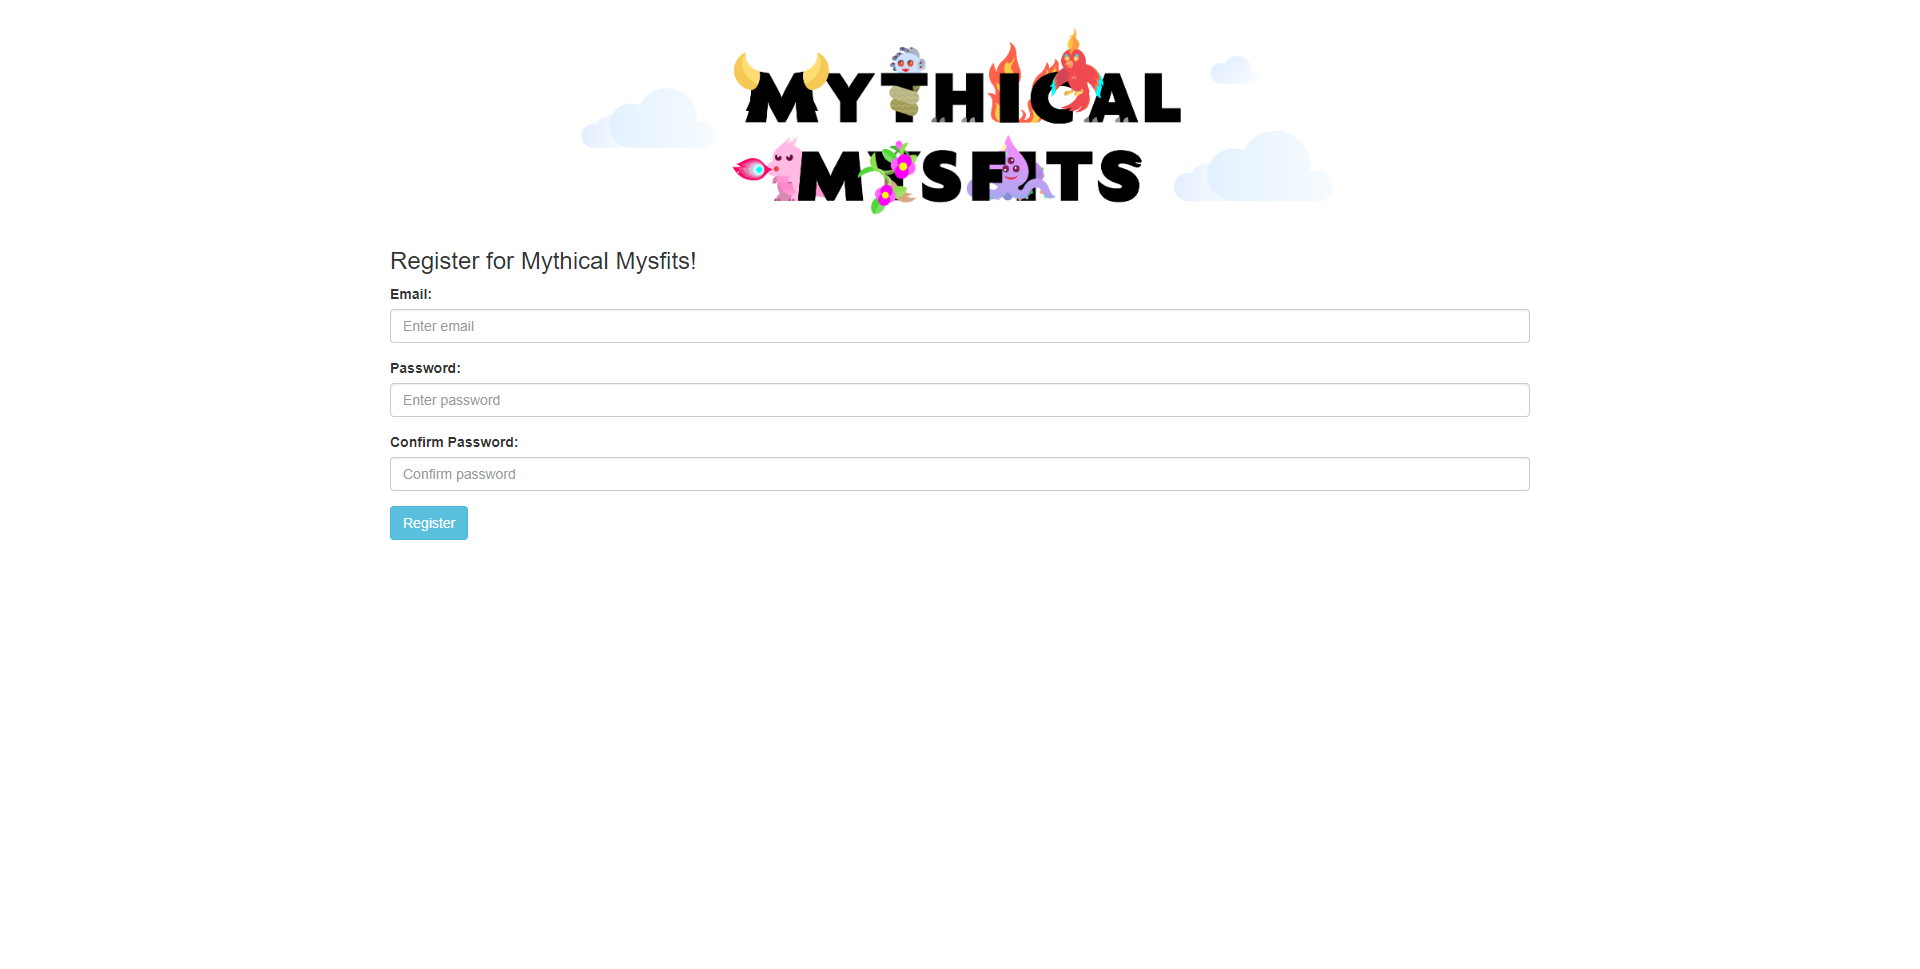 MYTHICAL
MYSFITS
Register for Mythical Mysfits!
Email:
Enter email
Password:
Enter password
Confirm Password:
Confirm password
Register